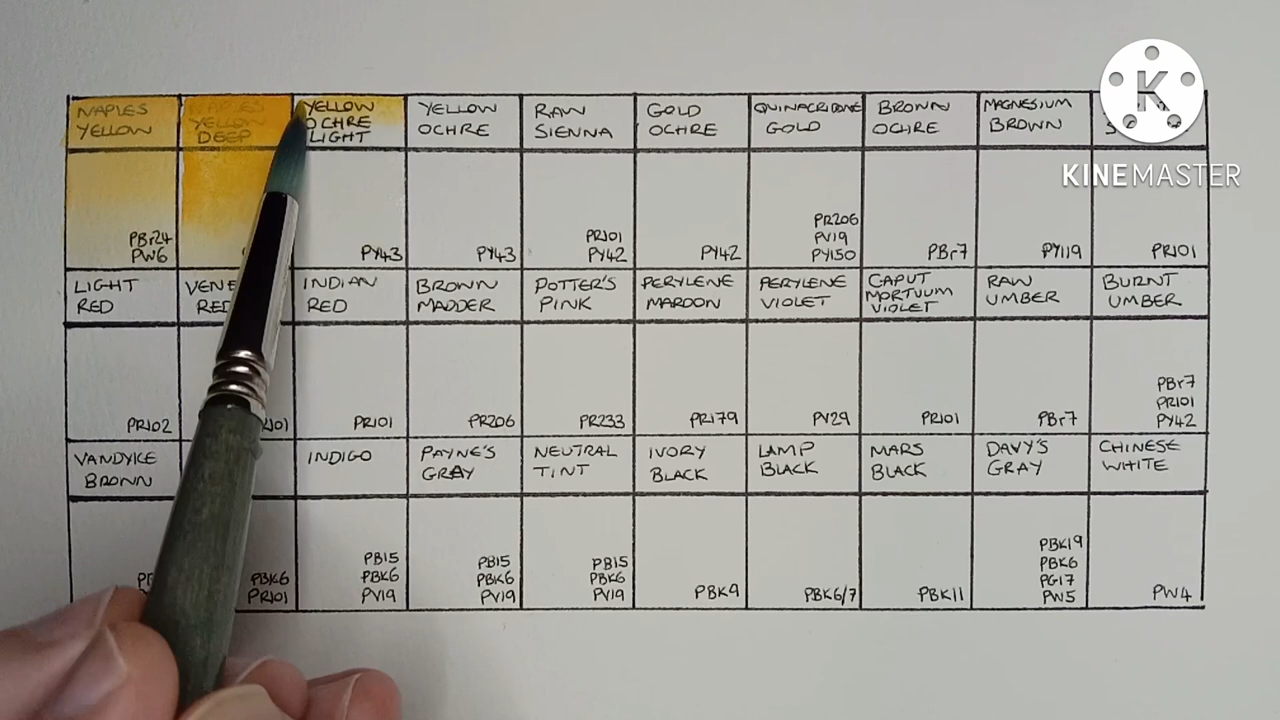 NAPLES YELLOW
NAPLES YELLOW DEEP
YELLOW OCHRE LIGHT
YELLOW OCHRE
RAW SIENNA
GOLD OCHRE
QUINACRIDONE GOLD
BROWN OCHRE
MAGNESIUM BROWN
K
KINEMASTER
PBr24
PW6
PY43
PY43
PR101
PY42
PY42
PR206
PV19
PY150
PBr7
PY119
PR101
LIGHT RED
RED
INDIAN RED
BROWN MADDER
POTTER'S PINK
PERYLENE MAROON
PERYLENE VIOLET
CAPUT MORTUUM VIOLET
RAW UMBER
BURNT UMBER
PR102
PR101
PR206
PR233
PR179
PV29
PR101
PBr7
PBr7
PR101
PY42
VANDYKE BROWN
INDIGO
PAYNE'S GRAY
NEUTRAL TINT
IVORY BLACK
LAMP BLACK
MARS BLACK
DAVY'S GRAY
CHINESE WHITE
PBK6
PR101
PB15
PBK6
PV19
PB15
PBK6
PV19
PB15
PBK6
PV19
PBK9
PBK6/7
PBK11
PBK19
PBK6
PG17
PW5
PW4